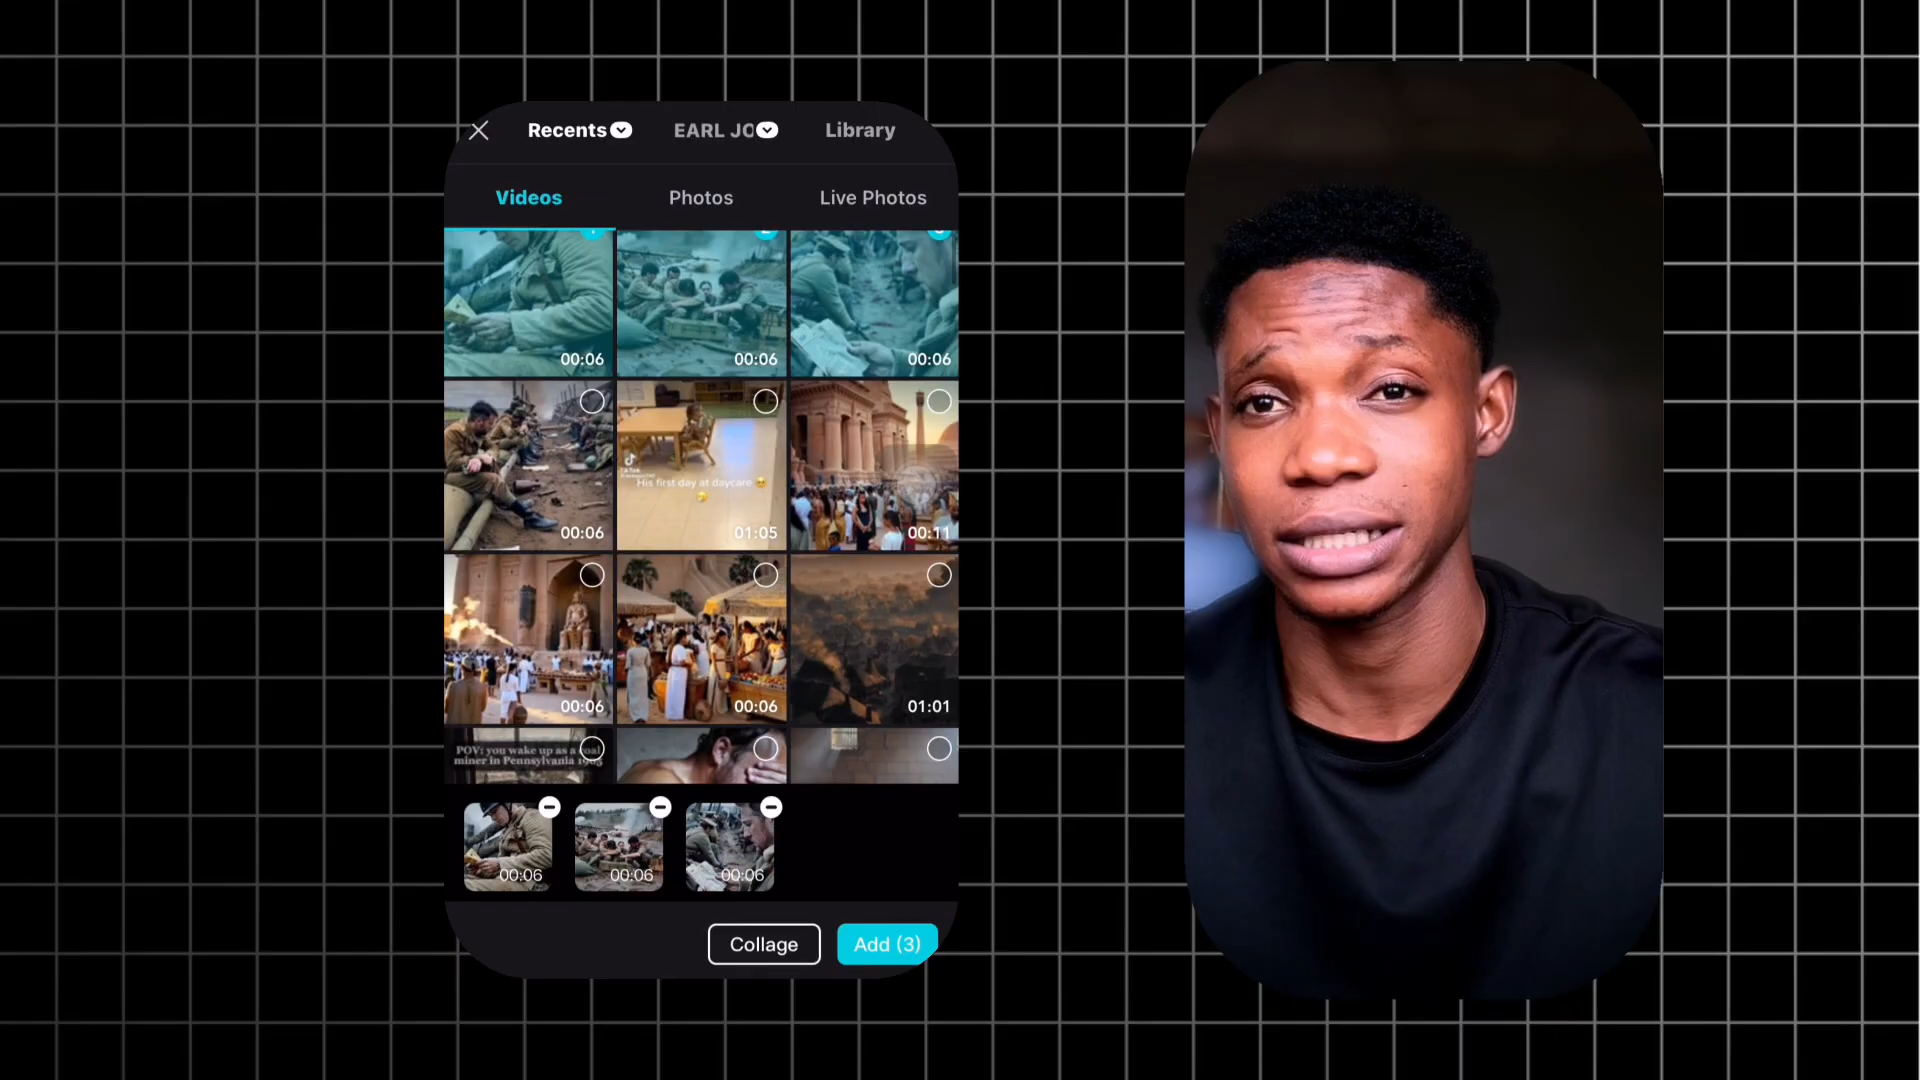 Recents EARL JO Library
Videos Photos Live Photos
00:06 00:06 00:06
TikTok
His first day at daycare
00:06 01:05 00:11
00:06 00:06 01:01
POV: you wake up as a coal
miner in Pennsylvania 1905
00:06 00:06 00:06
Collage Add (3)